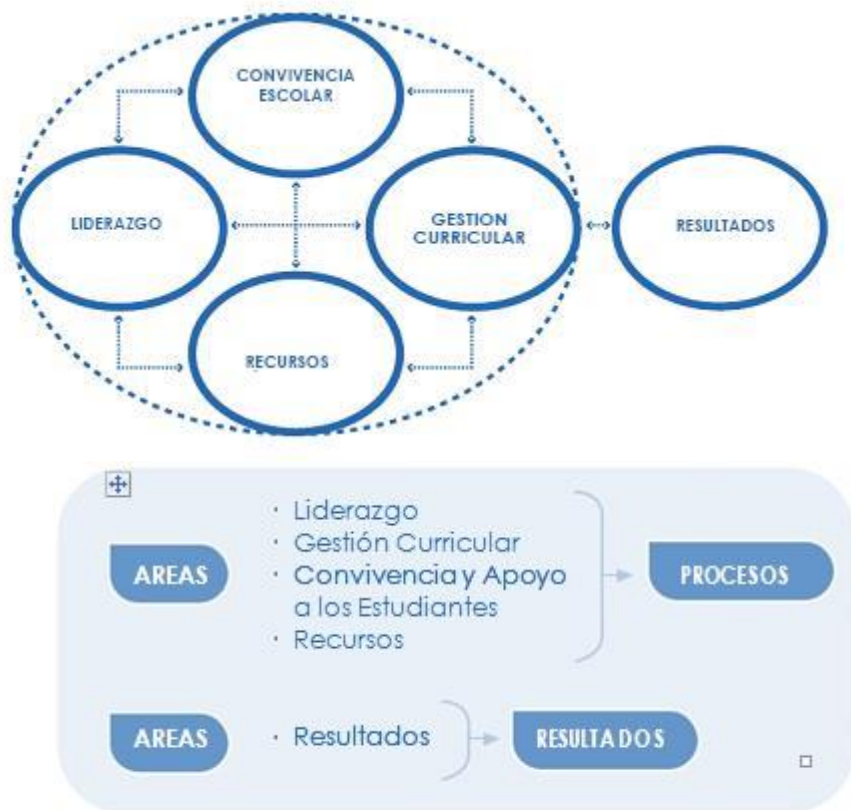 CONVIVENCIA
ESCOLAR
LIDERAZGO
GESTION
CURRICULAR
RESULTADOS
RECURSOS
AREAS
· Liderazgo
· Gestión Curricular
· Convivencia y Apoyo
a los Estudiantes
· Recursos
PROCESOS
AREAS
· Resultados
RESULTADOS